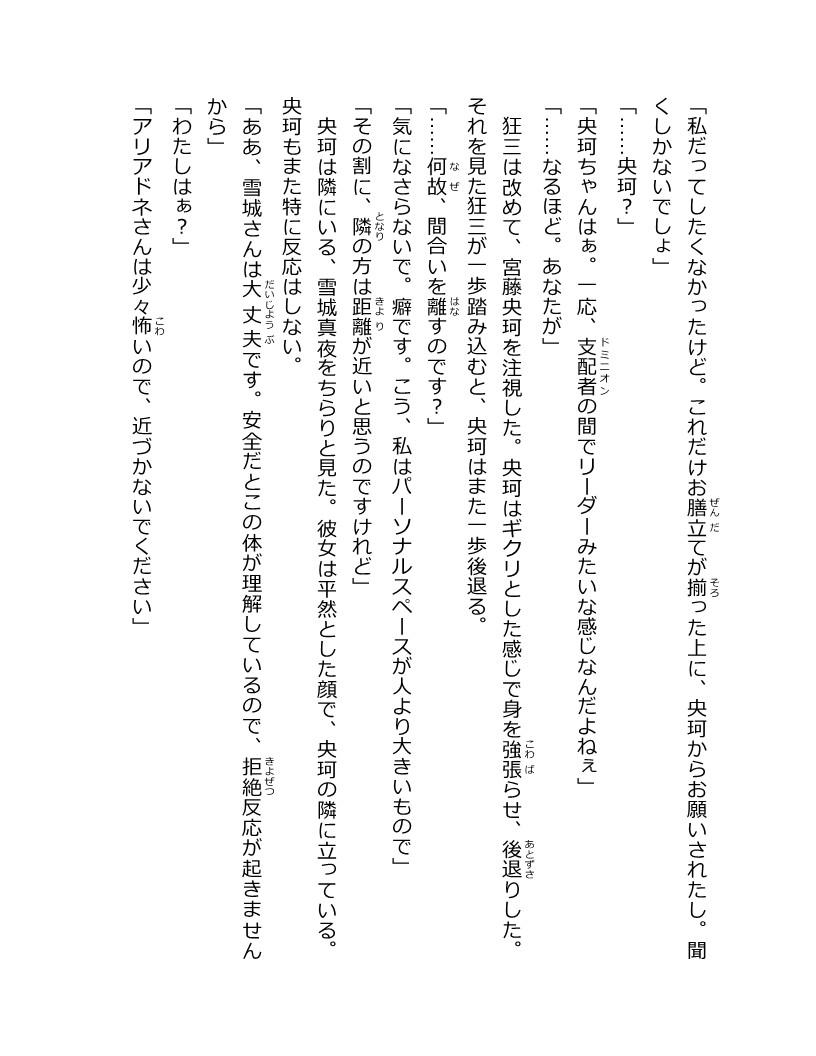 「私だってしたくなかったけど。これだけお膳立てが揃った上に、央珂からお願いされたし。聞
くしかないでしょ」
「……央珂？」
「央珂ちゃんはぁ。一応、支配者の間でリーダーみたいな感じなんだよねぇ」
「……なるほど。あなたが」
　狂三は改めて、宮藤央珂を注視した。央珂はギクリとした感じで身を強張らせ、後退りした。
それを見た狂三が一歩踏み込むと、央珂はまた一歩後退る。
「……何故、間合いを離すのです？」
「気になさらないで。癖です。こう、私はパーソナルスペースが人より大きいもので」
「その割に、隣の方は距離が近いと思うのですけれど」
　央珂は隣にいる、雪城真夜をちらりと見た。彼女は平然とした顔で、央珂の隣に立っている。
央珂もまた特に反応はしない。
「ああ、雪城さんは大丈夫です。安全だとこの体が理解しているので、拒絶反応が起きません
から」
「わたしはぁ？」
「アリアドネさんは少々怖いので、近づかないでください」